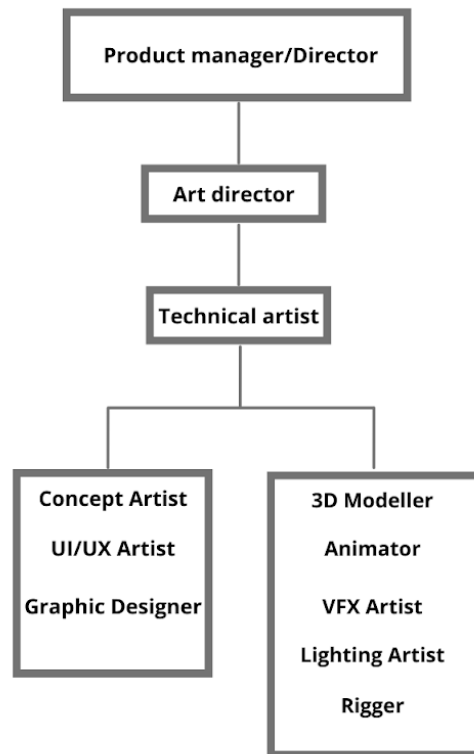 Product manager/Director
Art director
Technical artist
Concept Artist
UI/UX Artist
Graphic Designer
3D Modeller
Animator
VFX Artist
Lighting Artist
Rigger